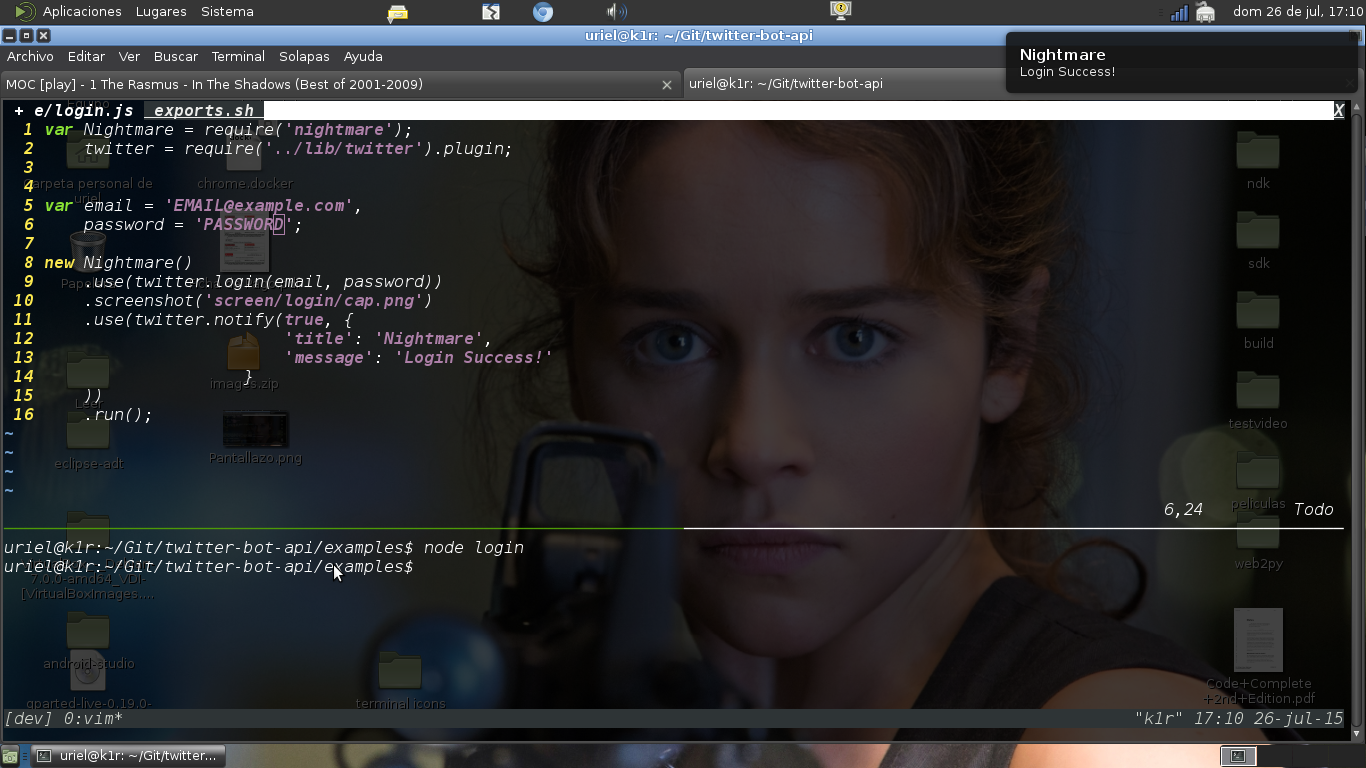 Aplicaciones Lugares Sistema
dom 26 de jul, 17:10
uriel@k1r: ~/Git/twitter-bot-api
Archivo Editar Ver Buscar Terminal Solapas Ayuda
Nightmare
Login Success!
MOC [play] - 1 The Rasmus - In The Shadows (Best of 2001-2009)
uriel@k1r: ~/Git/twitter-bot-api
+ e/login.js exports.sh X
1 var Nightmare = require('nightmare');
2 twitter = require('../lib/twitter').plugin;
3
4
5 var email = 'EMAIL@example.com',
6 password = 'PASSWORD';
7
8 new Nightmare()
9 .use(twitter.login(email, password))
10 .screenshot('screen/login/cap.png')
11 .use(twitter.notify(true, {
12 'title': 'Nightmare',
13 'message': 'Login Success!'
14 }
15 ))
16 .run();
~
~
~
~
6,24 Todo
uriel@k1r:~/Git/twitter-bot-api/examples$ node login
uriel@k1r:~/Git/twitter-bot-api/examples$
[dev] 0:vim*
"k1r" 17:10 26-jul-15
Carpeta personal de
uriel
chrome.docker
images.zip
eclipse-adt
Pantallazo.png
7.0.0-amd64_VDI-
[VirtualBoxImages....
android-studio
gparted-live-0.19.0-
terminal icons
ndk
sdk
build
testvideo
peliculas
web2py
Code+Complete
+2nd+Edition.pdf
uriel@k1r: ~/Git/twitter...